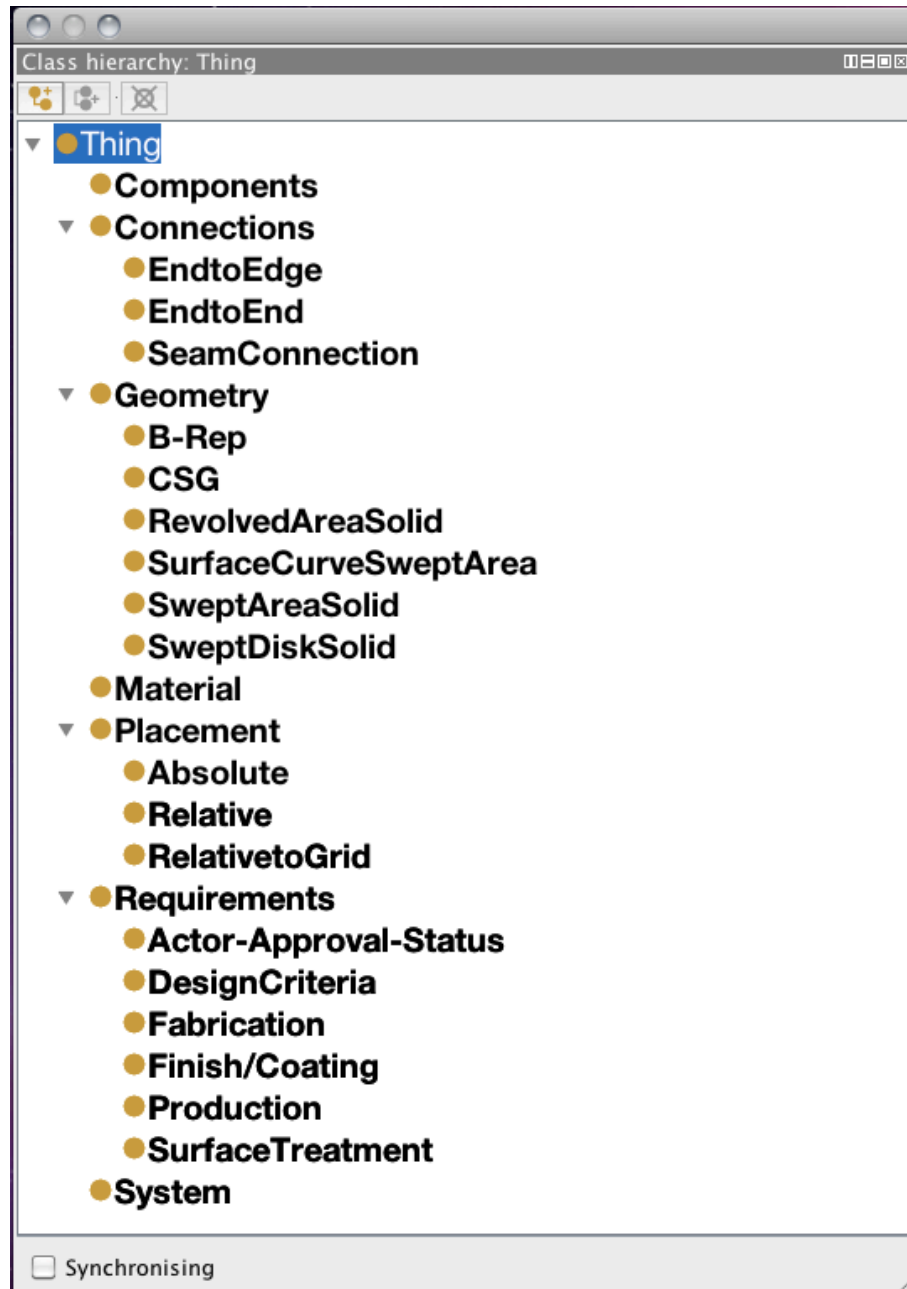 Class hierarchy: Thing
Thing
Components
Connections
EndtoEdge
EndtoEnd
SeamConnection
Geometry
B-Rep
CSG
RevolvedAreaSolid
SurfaceCurveSweptArea
SweptAreaSolid
SweptDiskSolid
Material
Placement
Absolute
Relative
RelativetoGrid
Requirements
Actor-Approval-Status
DesignCriteria
Fabrication
Finish/Coating
Production
SurfaceTreatment
System
Synchronising